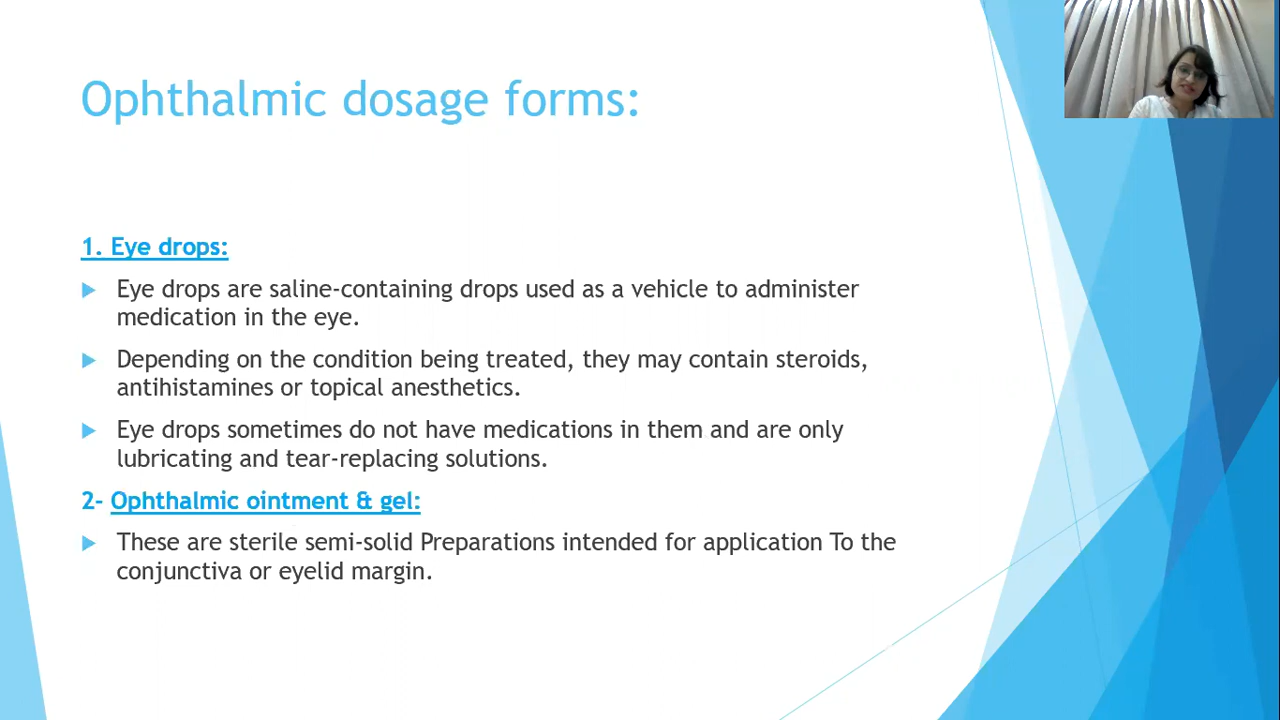 Ophthalmic dosage forms:
1. Eye drops:
Eye drops are saline-containing drops used as a vehicle to administer
medication in the eye.
Depending on the condition being treated, they may contain steroids,
antihistamines or topical anesthetics.
Eye drops sometimes do not have medications in them and are only
lubricating and tear-replacing solutions.
2- Ophthalmic ointment & gel:
These are sterile semi-solid Preparations intended for application To the
conjunctiva or eyelid margin.